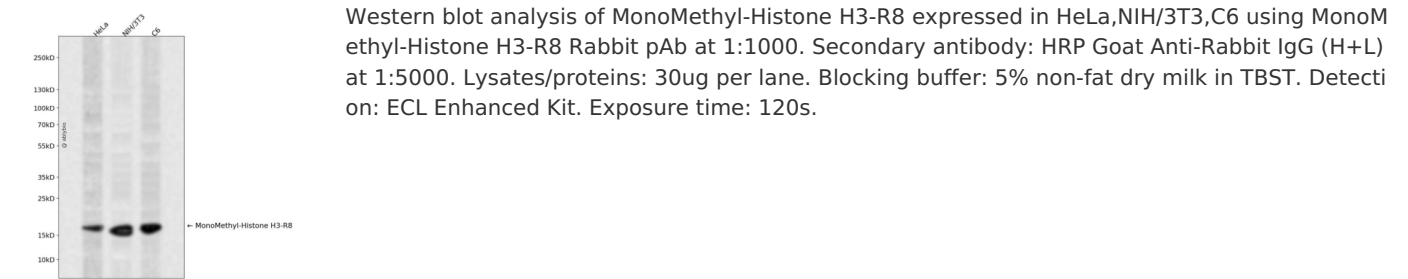 HeLa
NIH/3T3
C6
250kD
130kD
100kD
70kD
55kD
35kD
25kD
15kD
10kD
@ abybio
← MonoMethyl-Histone H3-R8
Western blot analysis of MonoMethyl-Histone H3-R8 expressed in HeLa,NIH/3T3,C6 using MonoM
ethyl-Histone H3-R8 Rabbit pAb at 1:1000. Secondary antibody: HRP Goat Anti-Rabbit IgG (H+L)
at 1:5000. Lysates/proteins: 30ug per lane. Blocking buffer: 5% non-fat dry milk in TBST. Detecti
on: ECL Enhanced Kit. Exposure time: 120s.